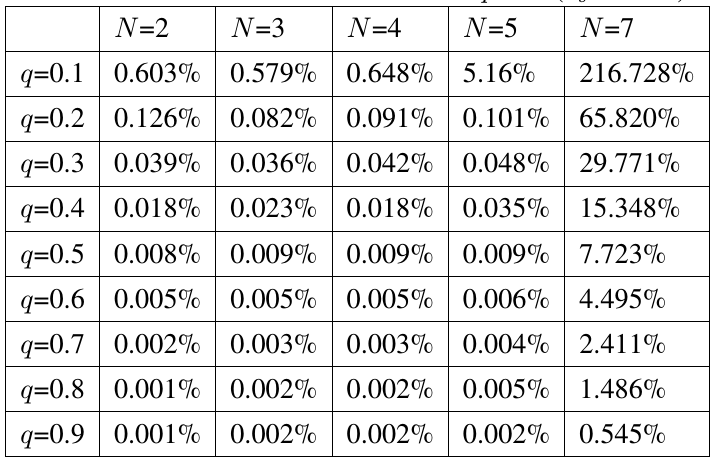 N=2 N=3 N=4 N=5 N=7
q=0.1 0.603% 0.579% 0.648% 5.16% 216.728%
q=0.2 0.126% 0.082% 0.091% 0.101% 65.820%
q=0.3 0.039% 0.036% 0.042% 0.048% 29.771%
q=0.4 0.018% 0.023% 0.018% 0.035% 15.348%
q=0.5 0.008% 0.009% 0.009% 0.009% 7.723%
q=0.6 0.005% 0.005% 0.005% 0.006% 4.495%
q=0.7 0.002% 0.003% 0.003% 0.004% 2.411%
q=0.8 0.001% 0.002% 0.002% 0.005% 1.486%
q=0.9 0.001% 0.002% 0.002% 0.002% 0.545%